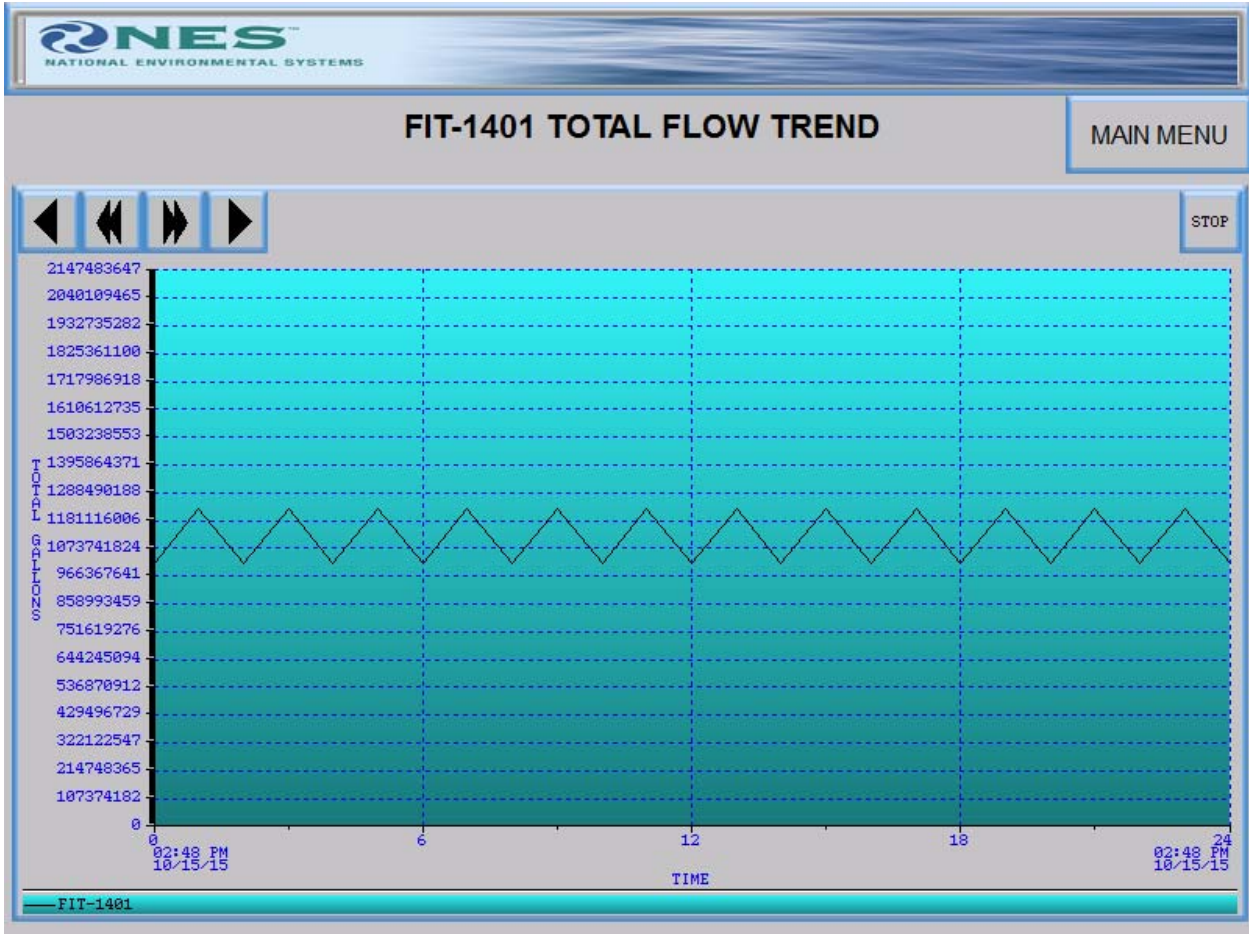 NES™
NATIONAL ENVIRONMENTAL SYSTEMS
FIT-1401 TOTAL FLOW TREND
MAIN MENU
STOP
2147483647
2040109465
1932735282
1825361100
1717986918
1610612735
1503238553
1395864371
1288490188
1181116006
1073741824
966367641
858993459
751619276
644245094
536870912
429496729
322122547
214748365
107374182
0
TOTAL GALLONS
0 6 12 18 24
02:48 PM 02:48 PM
10/15/15 10/15/15
TIME
FIT-1401